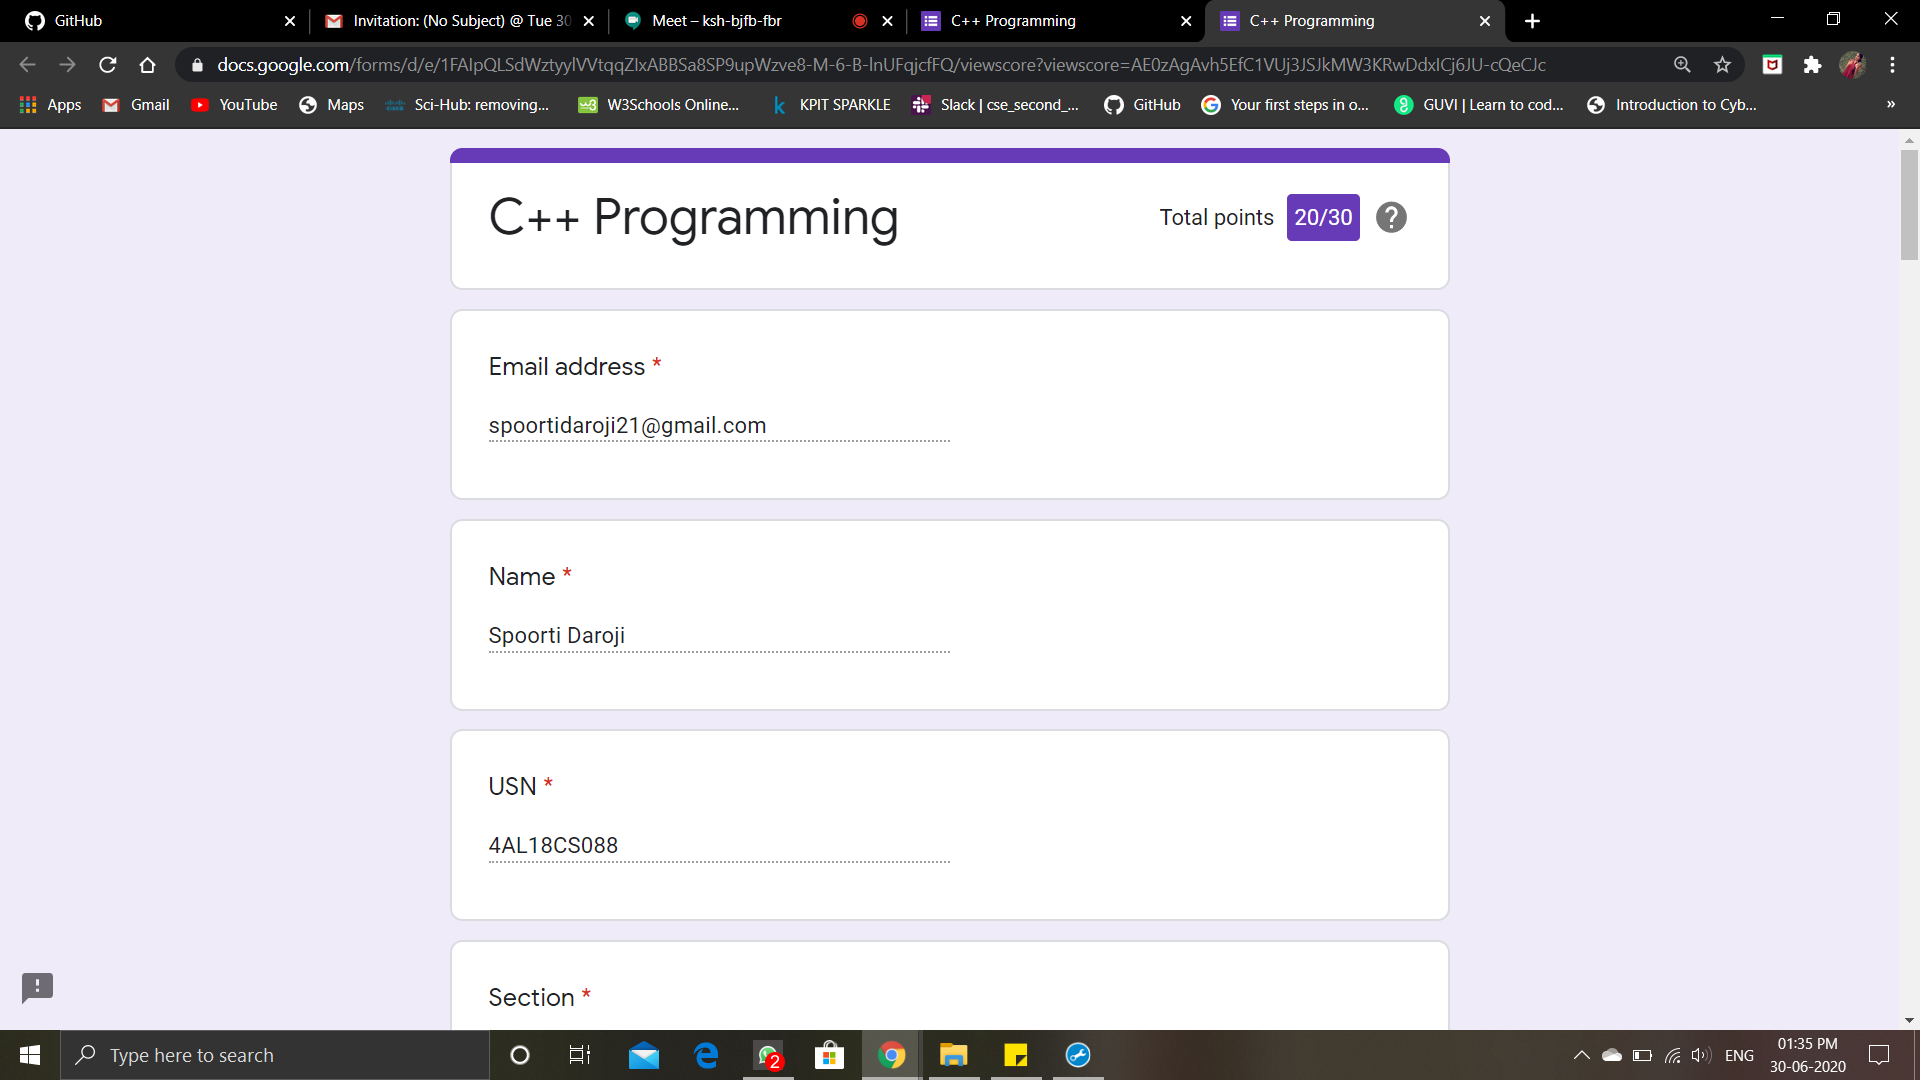 GitHub
Invitation: (No Subject) @ Tue 30
Meet – ksh-bjfb-fbr
C++ Programming
C++ Programming
docs.google.com/forms/d/e/1FAIpQLSdWztyylVVtqqZIxABBSa8SP9upWzve8-M-6-B-lnUFqjcfFQ/viewscore?viewscore=AE0zAgAvh5EfC1VUj3JSJkMW3KRwDdxICj6JU-cQeCJc
Apps
Gmail
YouTube
Maps
Sci-Hub: removing...
W3Schools Online...
KPIT SPARKLE
Slack | cse_second_...
GitHub
Your first steps in o...
GUVI | Learn to cod...
Introduction to Cyb...
»
C++ Programming
Total points 20/30
Email address *
spoortidaroji21@gmail.com
Name *
Spoorti Daroji
USN *
4AL18CS088
Section *
Type here to search
2
ENG
01:35 PM
30-06-2020